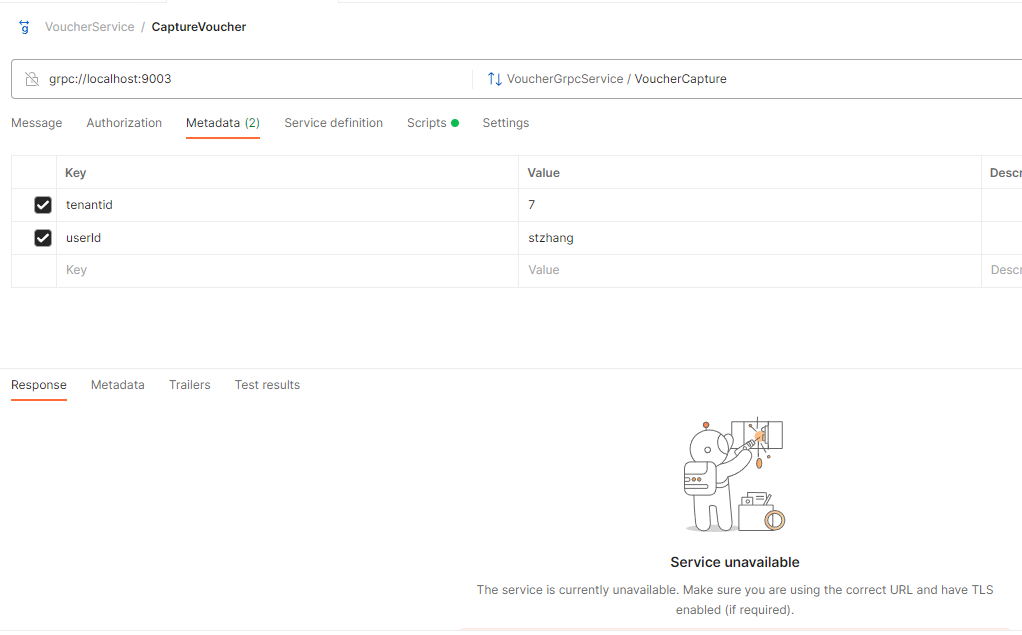 VoucherService / CaptureVoucher
grpc://localhost:9003 VoucherGrpcService / VoucherCapture
Message Authorization Metadata (2) Service definition Scripts Settings
Key Value Descr
tenantid 7
userId stzhang
Key Value Descr
Response Metadata Trailers Test results
Service unavailable
The service is currently unavailable. Make sure you are using the correct URL and have TLS
enabled (if required).